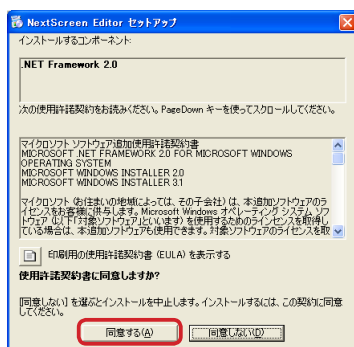 NextScreen Editor セットアップ
インストールするコンポーネント:
.NET Framework 2.0
次の使用許諾契約をお読みください。PageDown キーを使ってスクロールしてください。
マイクロソフト ソフトウェア追加使用許諾契約書
MICROSOFT .NET FRAMEWORK 2.0 FOR MICROSOFT WINDOWS
OPERATING SYSTEM
MICROSOFT WINDOWS INSTALLER 2.0
MICROSOFT WINDOWS INSTALLER 3.1
マイクロソフト (お住まいの地域によっては、その子会社) は、本追加ソフトウェアのラ
イセンスをお客様に供与します。Microsoft Windows オペレーティング システム ソフ
トウェア (以下「対象ソフトウェア」といいます) を使用するためのライセンスを取得し
ている場合は、本追加ソフトウェアも使用できます。対象ソフトウェアのライセンスを取
印刷用の使用許諾契約書 (EULA) を表示する
使用許諾契約書に同意しますか?
[同意しない] を選ぶとインストールを中止します。インストールするには、この契約に同意
してください。
同意する(A)
同意しない(D)